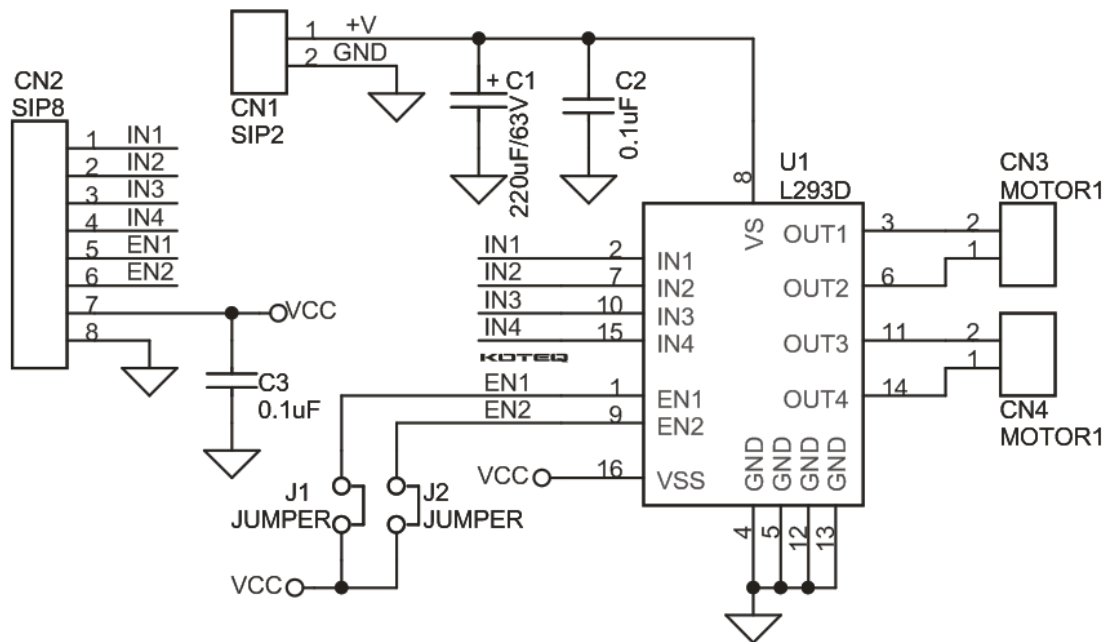 1
+V
2
GND
CN1
SIP2
CN2
SIP8
1 IN1
2 IN2
3 IN3
4 IN4
5 EN1
6 EN2
7
8
VCC
C3
0.1uF
+ C1
220uF/63V
C2
0.1uF
U1
L293D
8
VS
IN1 2 IN1
IN2 7 IN2
IN3 10 IN3
IN4 15 IN4
KOTEQ
EN1 1 EN1
EN2 9 EN2
VCC 16 VSS
OUT1 3 2
OUT2 6 1
OUT3 11 2
OUT4 14 1
CN3
MOTOR1
CN4
MOTOR1
GND GND GND GND
4 5 12 13
J1
JUMPER
J2
JUMPER
VCC